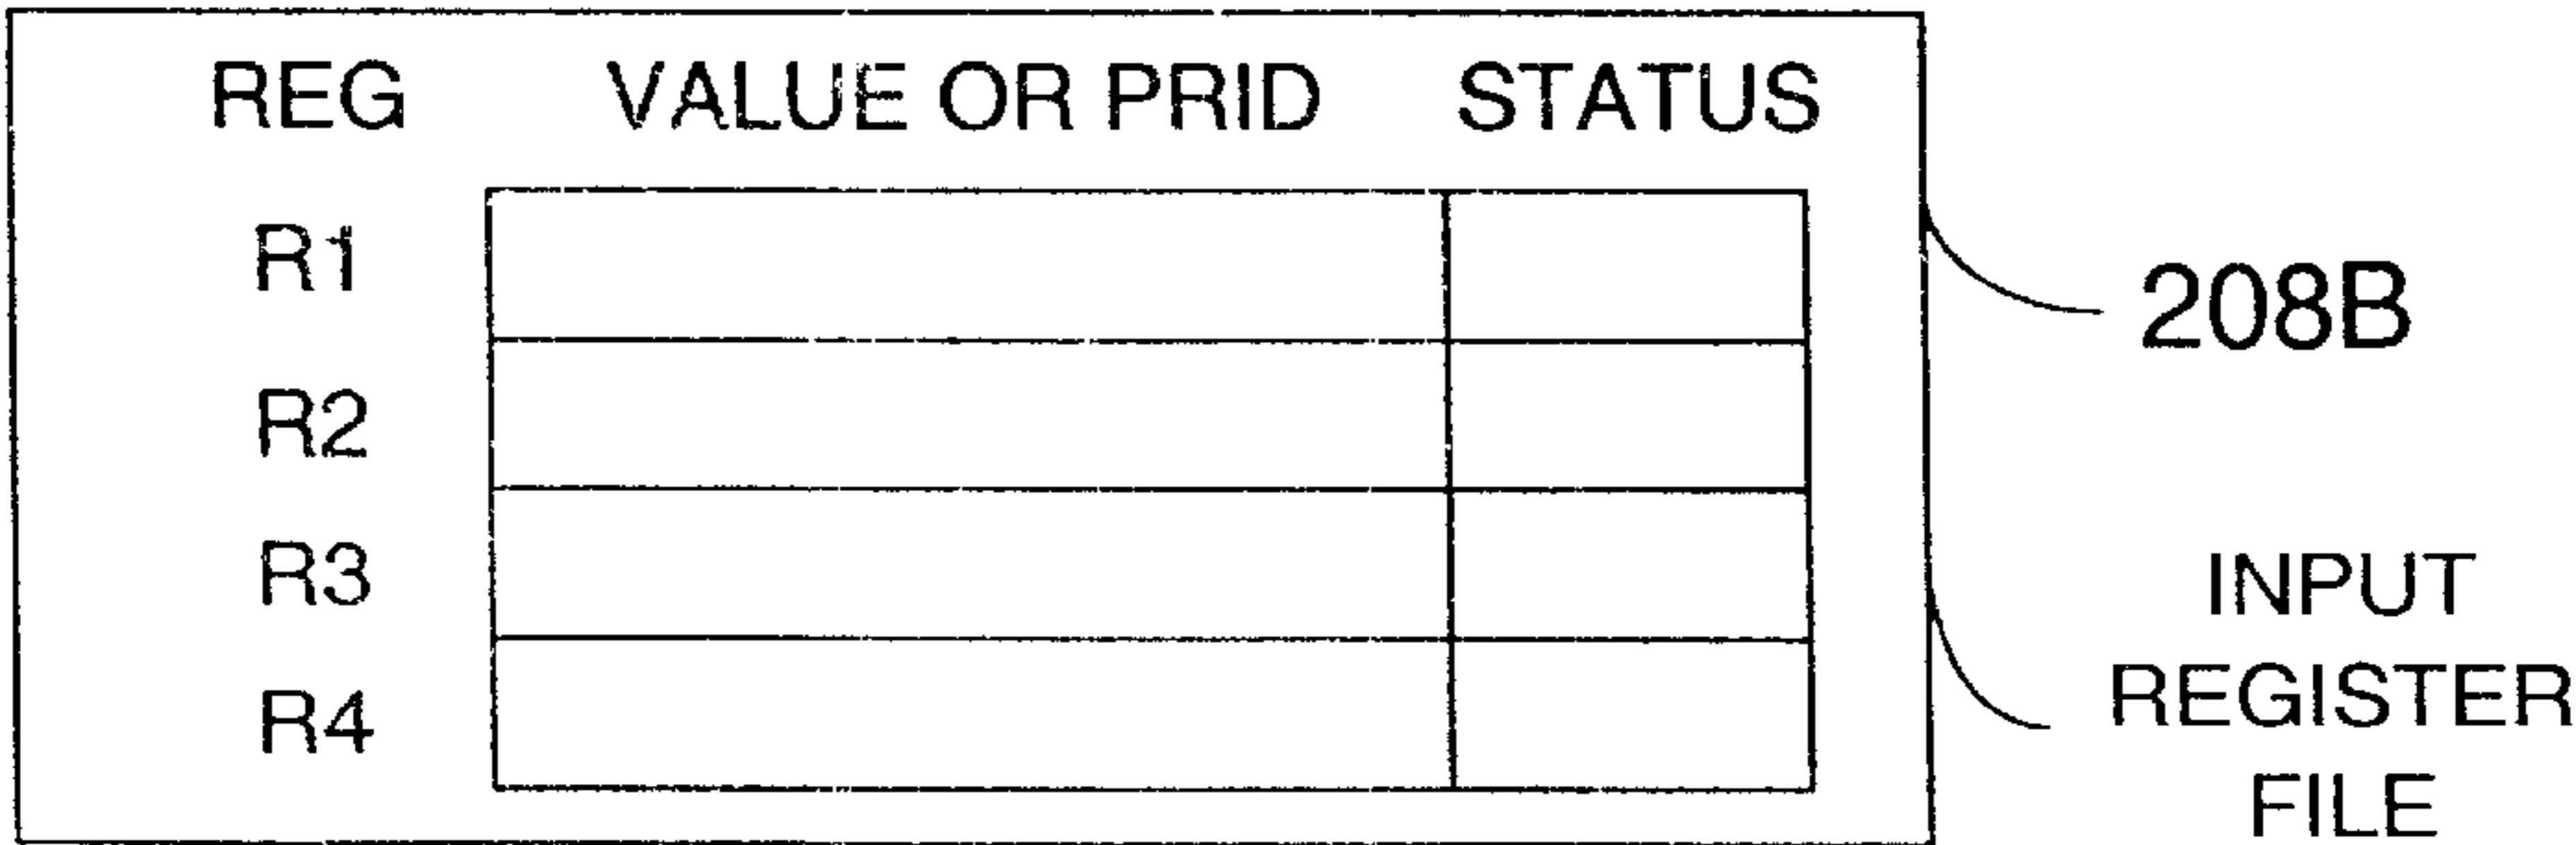 REG VALUE OR PRID STATUS
R1
R2
R3
R4
208B
INPUT
REGISTER
FILE